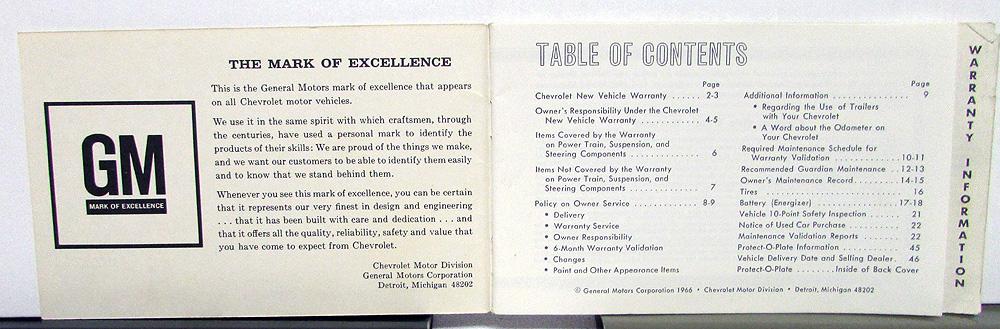 THE MARK OF EXCELLENCE
This is the General Motors mark of excellence that appears
on all Chevrolet motor vehicles.
We use it in the same spirit with which craftsmen, through
the centuries, have used a personal mark to identify the
products of their skills: We are proud of the things we make,
and we want our customers to be able to identify them easily
and to know that we stand behind them.
Whenever you see this mark of excellence, you can be certain
that it represents our very finest in design and engineering
. . . that it has been built with care and dedication . . . and
that it offers all the quality, reliability, safety and value that
you have come to expect from Chevrolet.
Chevrolet Motor Division
General Motors Corporation
Detroit, Michigan 48202
GM
MARK OF EXCELLENCE
TABLE OF CONTENTS
Page
Chevrolet New Vehicle Warranty . . . . . . 2-3
Owner's Responsibility Under the Chevrolet
New Vehicle Warranty . . . . . . . . . . . . 4-5
Items Covered by the Warranty
on Power Train, Suspension, and
Steering Components . . . . . . . . . . . . . 6
Items Not Covered by the Warranty
on Power Train, Suspension, and
Steering Components . . . . . . . . . . . . . 7
Policy on Owner Service . . . . . . . . . . . 8-9
• Delivery
• Warranty Service
• Owner Responsibility
• 6-Month Warranty Validation
• Changes
• Paint and Other Appearance Items
Page
Additional Information . . . . . . . . . . . . . . 9
• Regarding the Use of Trailers
with Your Chevrolet
• A Word about the Odometer on
Your Chevrolet
Required Maintenance Schedule for
Warranty Validation . . . . . . . . . . . 10-11
Recommended Guardian Maintenance . . 12-13
Owner's Maintenance Record . . . . . . . . 14-15
Tires . . . . . . . . . . . . . . . . . . . . . . . . 16
Battery (Energizer) . . . . . . . . . . . . . . 17-18
Vehicle 10-Point Safety Inspection . . . . . . 21
Notice of Used Car Purchase . . . . . . . . . 22
Maintenance Validation Reports . . . . . . . 22
Protect-O-Plate Information . . . . . . . . . . 45
Vehicle Delivery Date and Selling Dealer . 46
Protect-O-Plate . . . . . . . . Inside of Back Cover
© General Motors Corporation 1966 • Chevrolet Motor Division • Detroit, Michigan 48202
WARRANTY INFORMATION